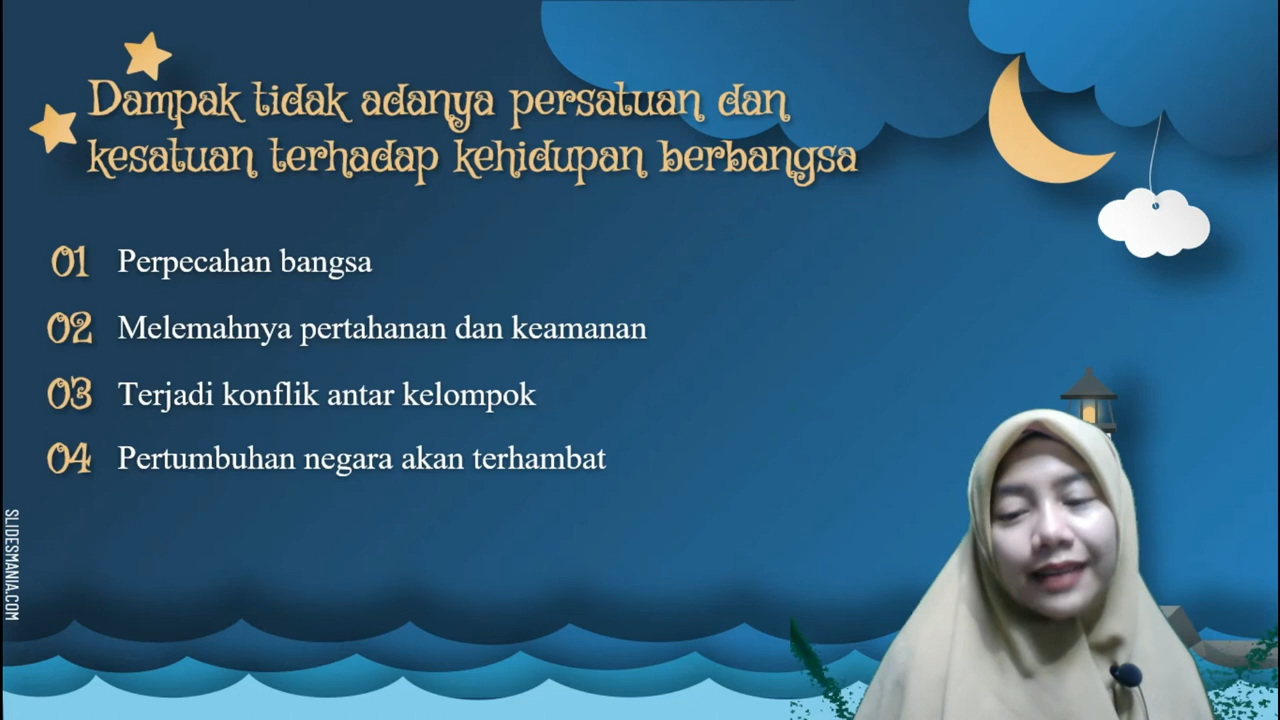 Dampak tidak adanya persatuan dan
kesatuan terhadap kehidupan berbangsa
01 Perpecahan bangsa
02 Melemahnya pertahanan dan keamanan
03 Terjadi konflik antar kelompok
04 Pertumbuhan negara akan terhambat
SLIDESMANIA.COM